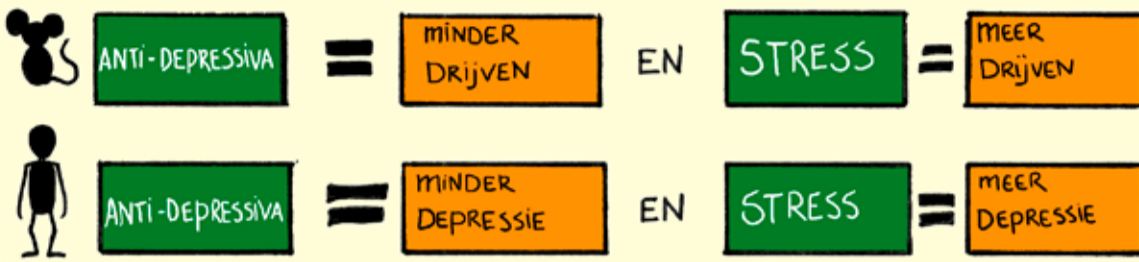 ANTI-DEPRESSIVA = MINDER DRIJVEN EN STRESS = MEER DRIJVEN
ANTI-DEPRESSIVA = MINDER DEPRESSIE EN STRESS = MEER DEPRESSIE